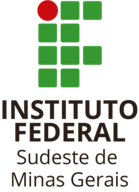 INSTITUTO
FEDERAL
Sudeste de
Minas Gerais